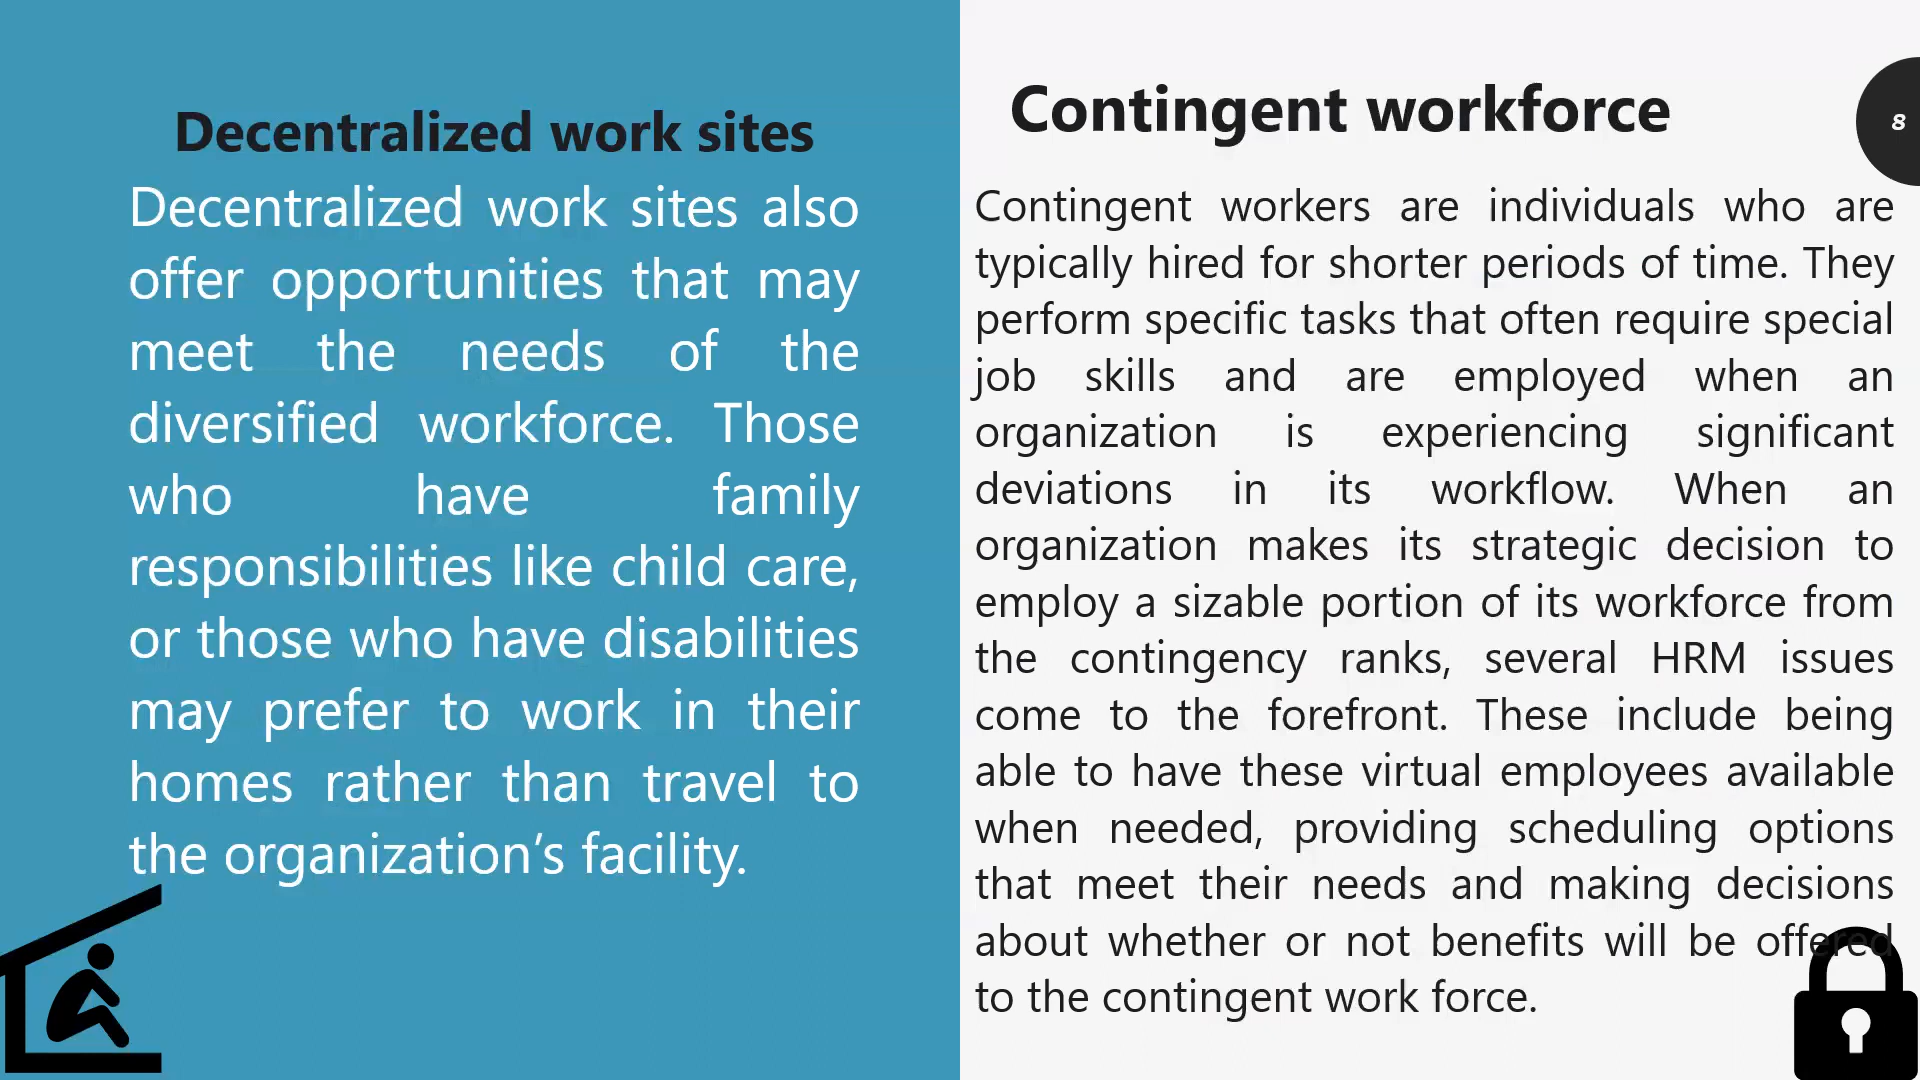 Decentralized work sites
Decentralized work sites also
offer opportunities that may
meet the needs of the
diversified workforce. Those
who have family
responsibilities like child care,
or those who have disabilities
may prefer to work in their
homes rather than travel to
the organization’s facility.
Contingent workforce
8
Contingent workers are individuals who are
typically hired for shorter periods of time. They
perform specific tasks that often require special
job skills and are employed when an
organization is experiencing significant
deviations in its workflow. When an
organization makes its strategic decision to
employ a sizable portion of its workforce from
the contingency ranks, several HRM issues
come to the forefront. These include being
able to have these virtual employees available
when needed, providing scheduling options
that meet their needs and making decisions
about whether or not benefits will be offered
to the contingent work force.